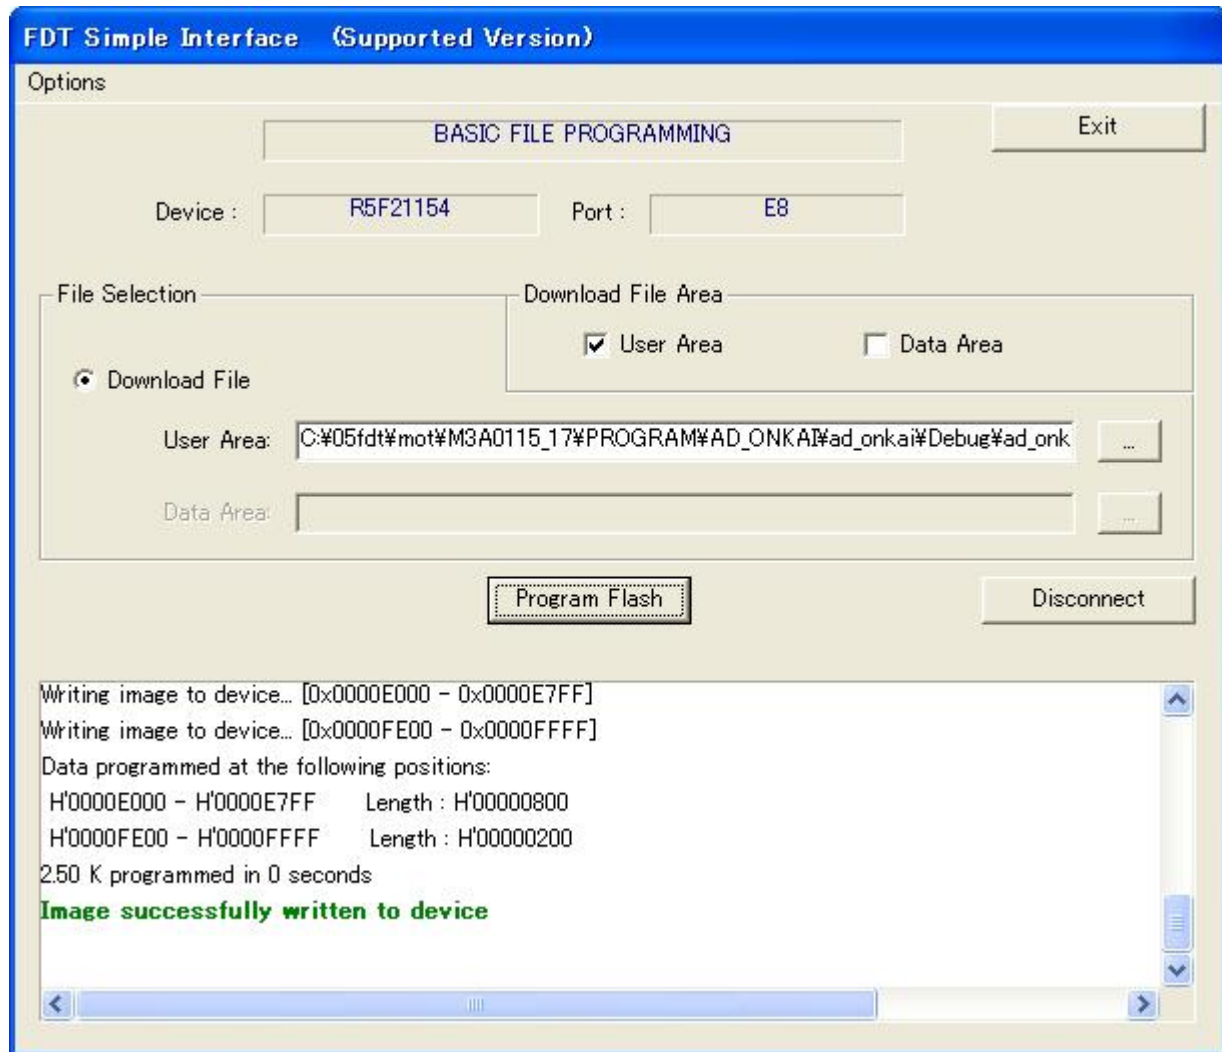 FDT Simple Interface (Supported Version)
Options
BASIC FILE PROGRAMMING
Exit
Device : R5F21154 Port : E8
File Selection
Download File Area
User Area Data Area
Download File
User Area: C:¥05fdt¥mot¥M3A0115_17¥PROGRAM¥AD_ONKAI¥ad_onkai¥Debug¥ad_onk ...
Data Area: ...
Program Flash Disconnect
Writing image to device... [0x0000E000 - 0x0000E7FF]
Writing image to device... [0x0000FE00 - 0x0000FFFF]
Data programmed at the following positions:
H'0000E000 - H'0000E7FF Length : H'00000800
H'0000FE00 - H'0000FFFF Length : H'00000200
2.50 K programmed in 0 seconds
Image successfully written to device